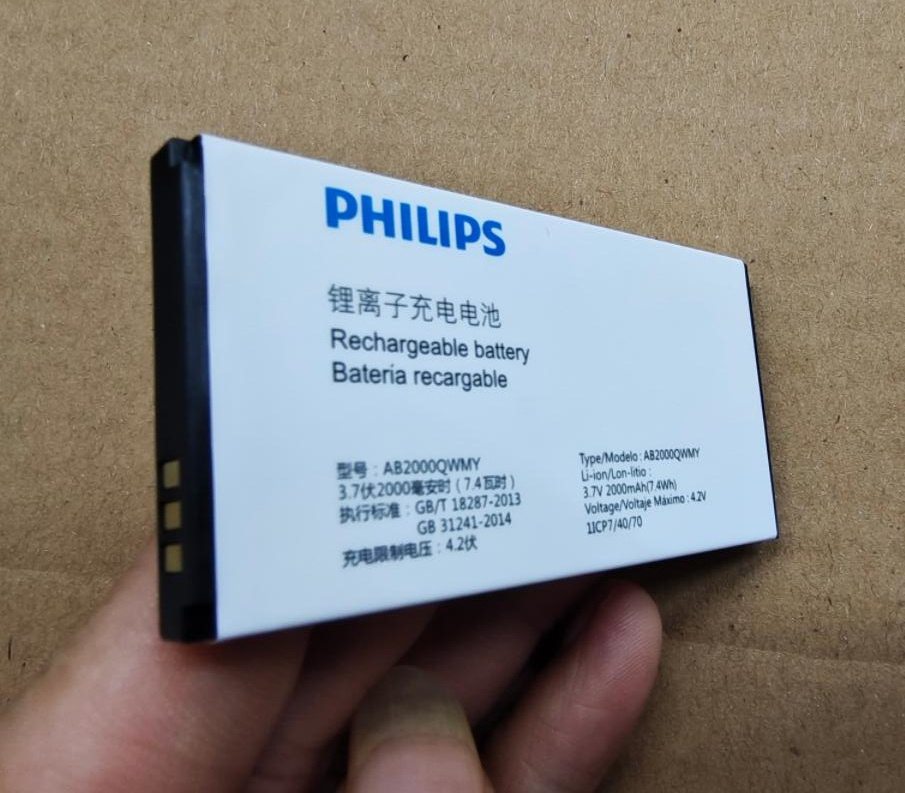 PHILIPS
锂离子充电电池
Rechargeable battery
Bateria recargable
型号：AB2000QWMY
3.7伏2000毫安时（7.4瓦时）
执行标准：GB/T 18287-2013
GB 31241-2014
充电限制电压：4.2伏
Type/Modelo : AB2000QWMY
Li-ion/Lon-litio :
3.7V 2000mAh(7.4Wh)
Voltage/Voltaje Máximo : 4.2V
1ICP7/40/70